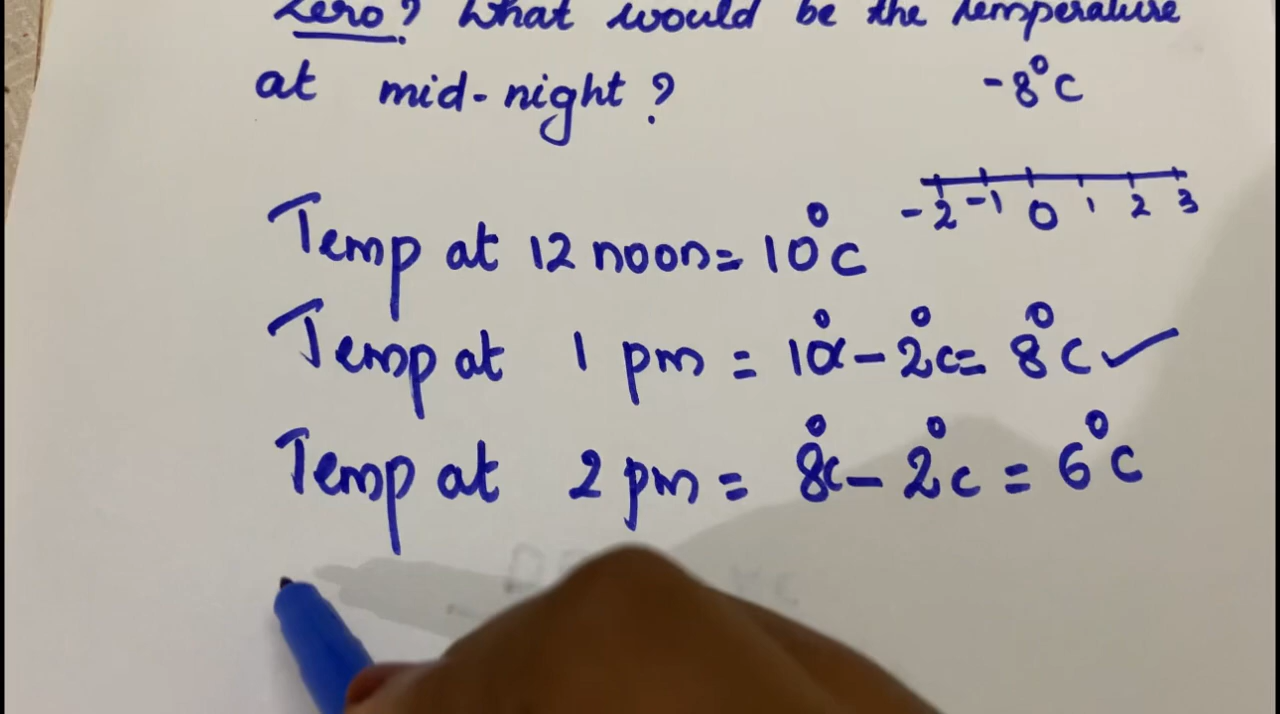 Zero? What would be the temperature
at mid-night?
-8°C
-2 -1 0 1 2 3
Temp at 12 noon = 10°C
Temp at 1 pm = 10°C - 2°C = 8°C ✓
Temp at 2 pm = 8°C - 2°C = 6°C